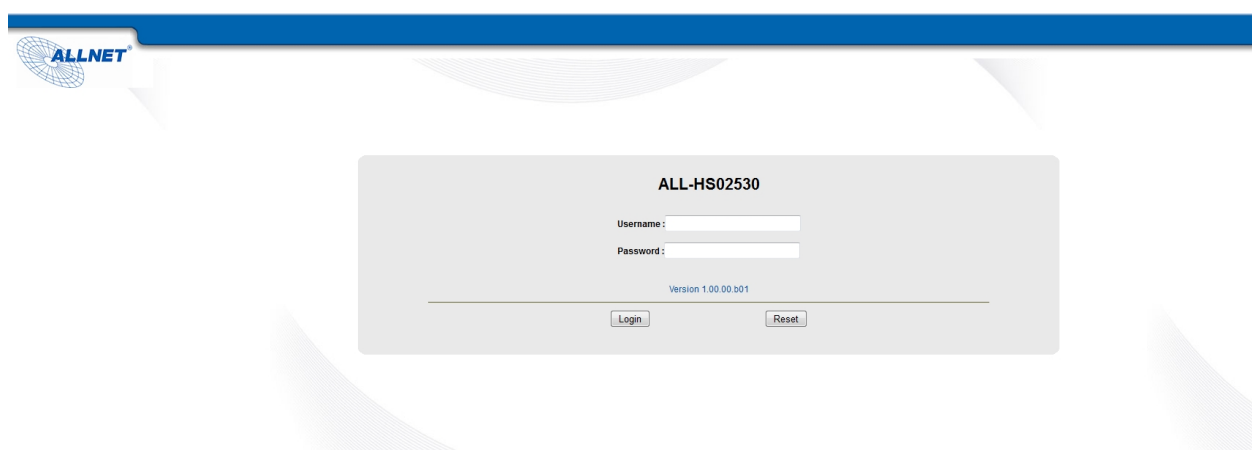 ALLNET®
ALL-HS02530
Username :
Password :
Version 1.00.00.b01
Login Reset